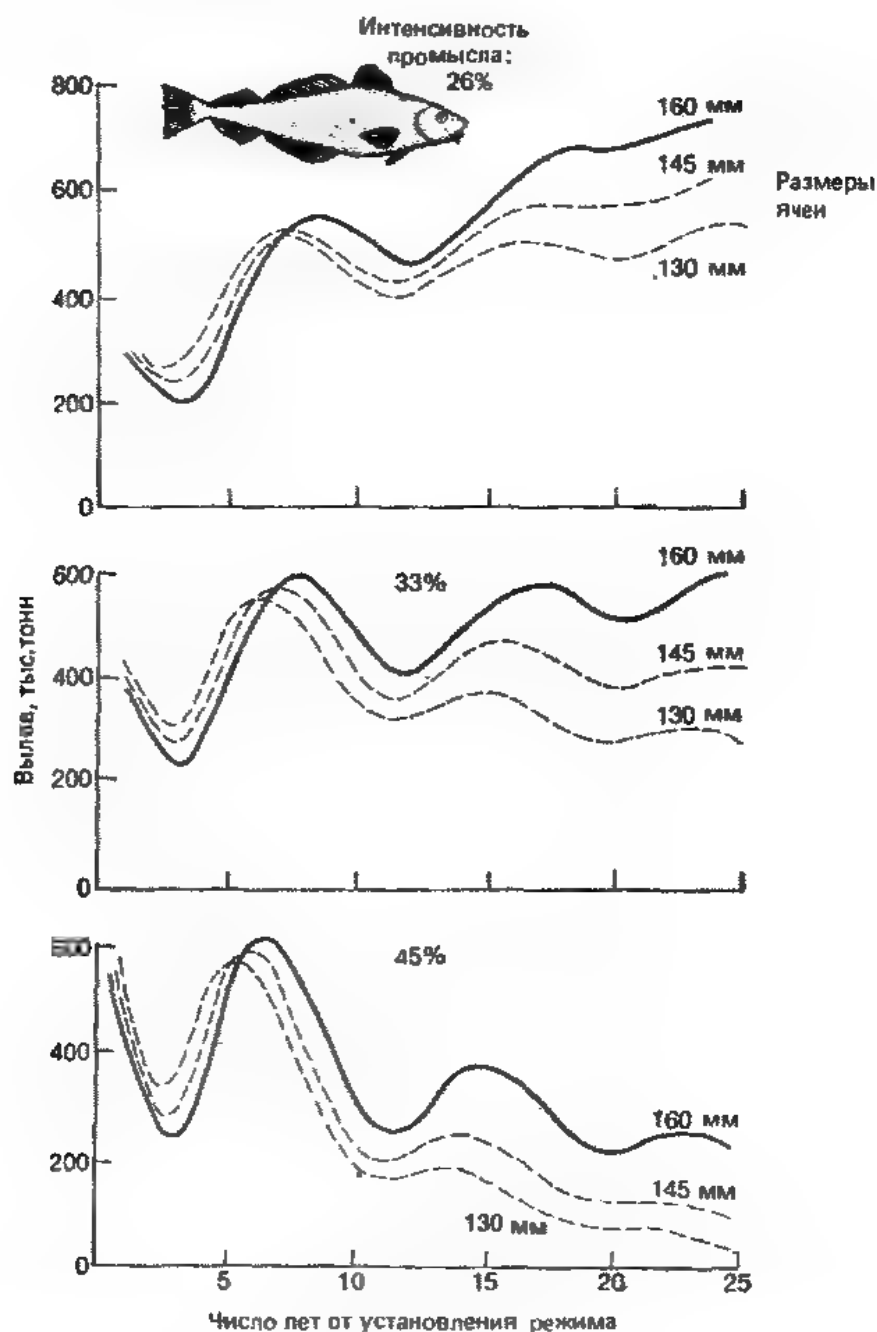 Интенсивность
промысла:
26%
800
600
400
200
0
160 мм
145 мм
130 мм
Размеры
ячеи
Вылов, тыс.тонн
600
400
200
0
33%
160 мм
145 мм
130 мм
400
200
0
45%
160 мм
145 мм
130 мм
5
10
15
20
25
Число лет от установления режима